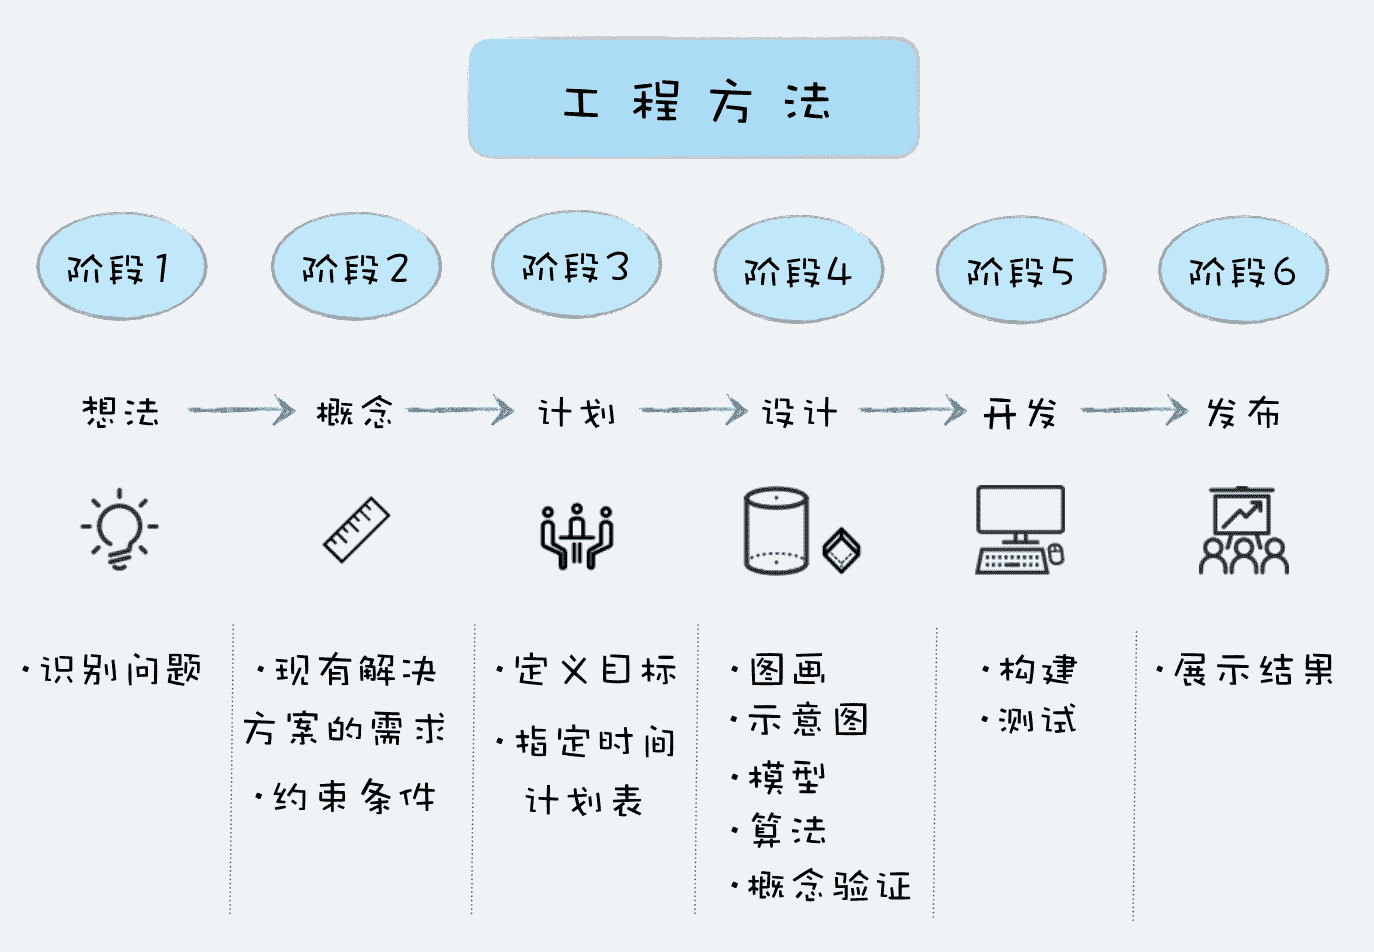 工程方法
阶段1
阶段2
阶段3
阶段4
阶段5
阶段6
想法
概念
计划
设计
开发
发布
·识别问题
·现有解决
方案的需求
·约束条件
·定义目标
·指定时间
计划表
·图画
·示意图
·模型
·算法
·概念验证
·构建
·测试
·展示结果